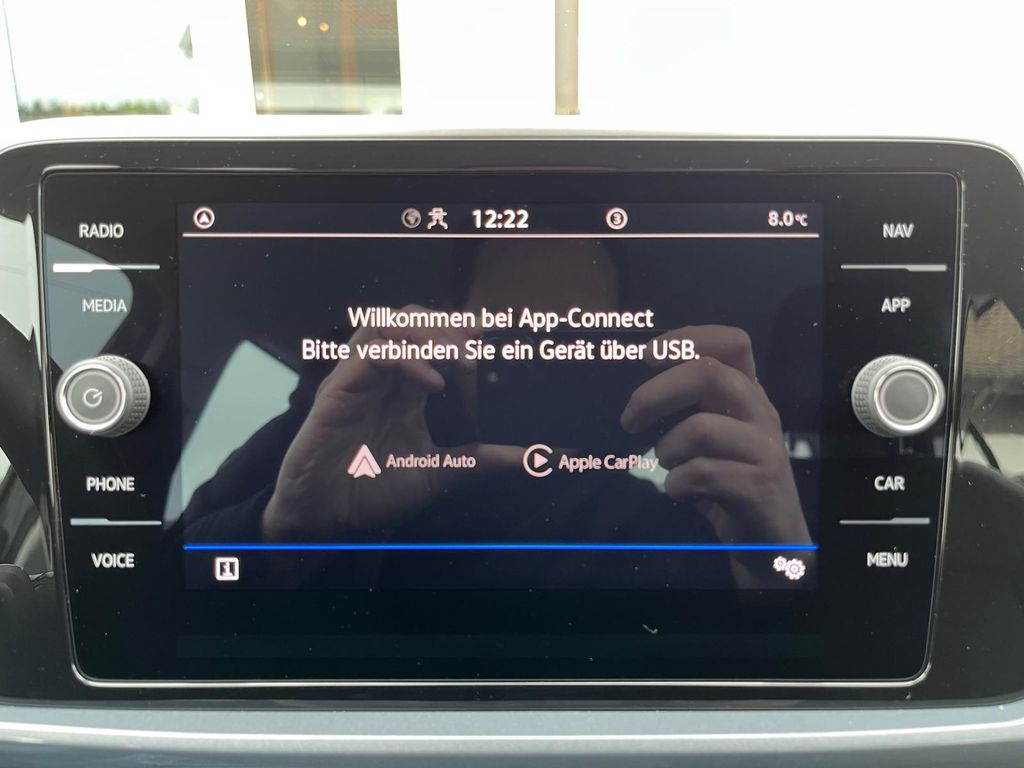 RADIO
12:22
3
8.0°C
NAV
MEDIA
APP
Willkommen bei App-Connect
Bitte verbinden Sie ein Gerät über USB.
Android Auto
Apple CarPlay
PHONE
CAR
VOICE
i
MENU